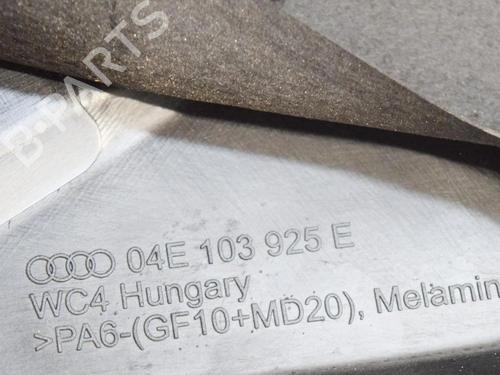 B-PARTS
04E 103 925 E
WC4 Hungary
>PA6-(GF10+MD20), Melamin